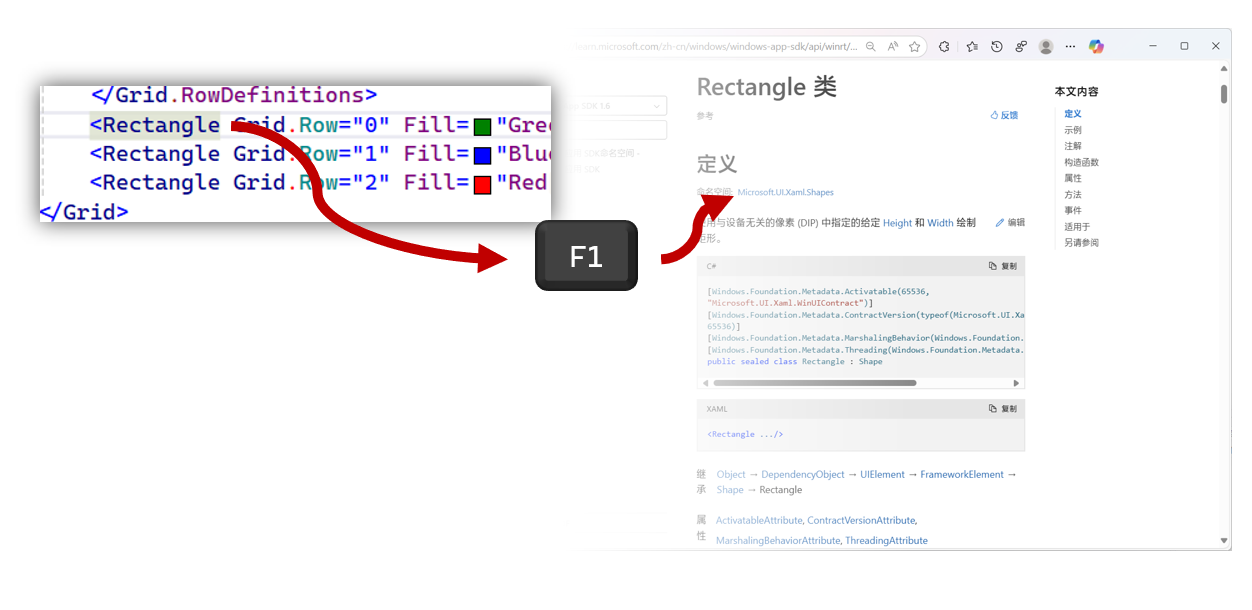 </Grid.RowDefinitions>
<Rectangle Grid.Row="0" Fill="Gree
<Rectangle Grid.Row="1" Fill="Blu
<Rectangle Grid.Row="2" Fill="Red
</Grid>
F1
microsoft.com/zh-cn/windows/windows-app-sdk/api/winrt/...
SDK 1.6
SDK命名空间
SDK
Rectangle 类
参考
反馈
定义
命名空间: Microsoft.UI.Xaml.Shapes
用与设备无关的像素 (DIP) 中指定的给定 Height 和 Width 绘制
矩形。
编辑
C#
复制
[Windows.Foundation.Metadata.Activatable(65536,
"Microsoft.UI.Xaml.WinUIContract")]
[Windows.Foundation.Metadata.ContractVersion(typeof(Microsoft.UI.Xa
65536)]
[Windows.Foundation.Metadata.MarshalingBehavior(Windows.Foundation.
[Windows.Foundation.Metadata.Threading(Windows.Foundation.Metadata.
public sealed class Rectangle : Shape
XAML
复制
<Rectangle .../>
继承 Object → DependencyObject → UIElement → FrameworkElement →
Shape → Rectangle
属性 ActivatableAttribute, ContractVersionAttribute,
MarshalingBehaviorAttribute, ThreadingAttribute
本文内容
定义
示例
注解
构造函数
属性
方法
事件
适用于
另请参阅